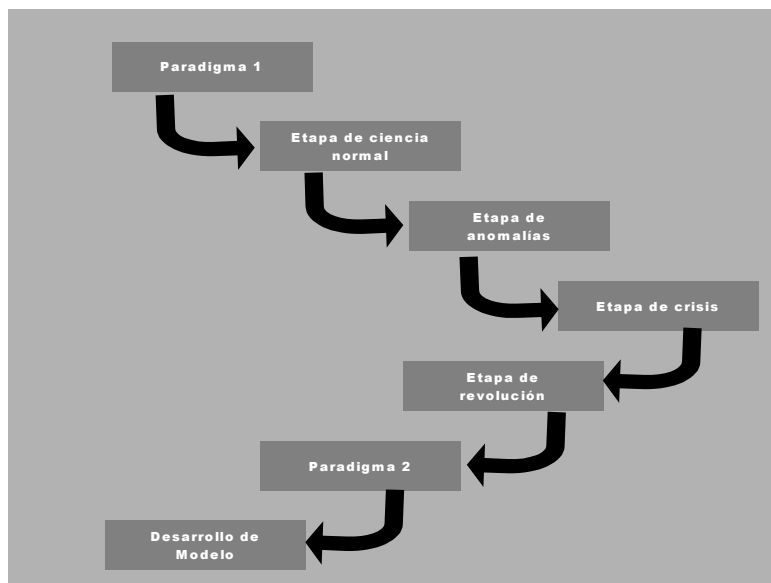 Paradigma 1
Etapa de ciencia
normal
Etapa de
anomalías
Etapa de crisis
Etapa de
revolución
Paradigma 2
Desarrollo de
Modelo